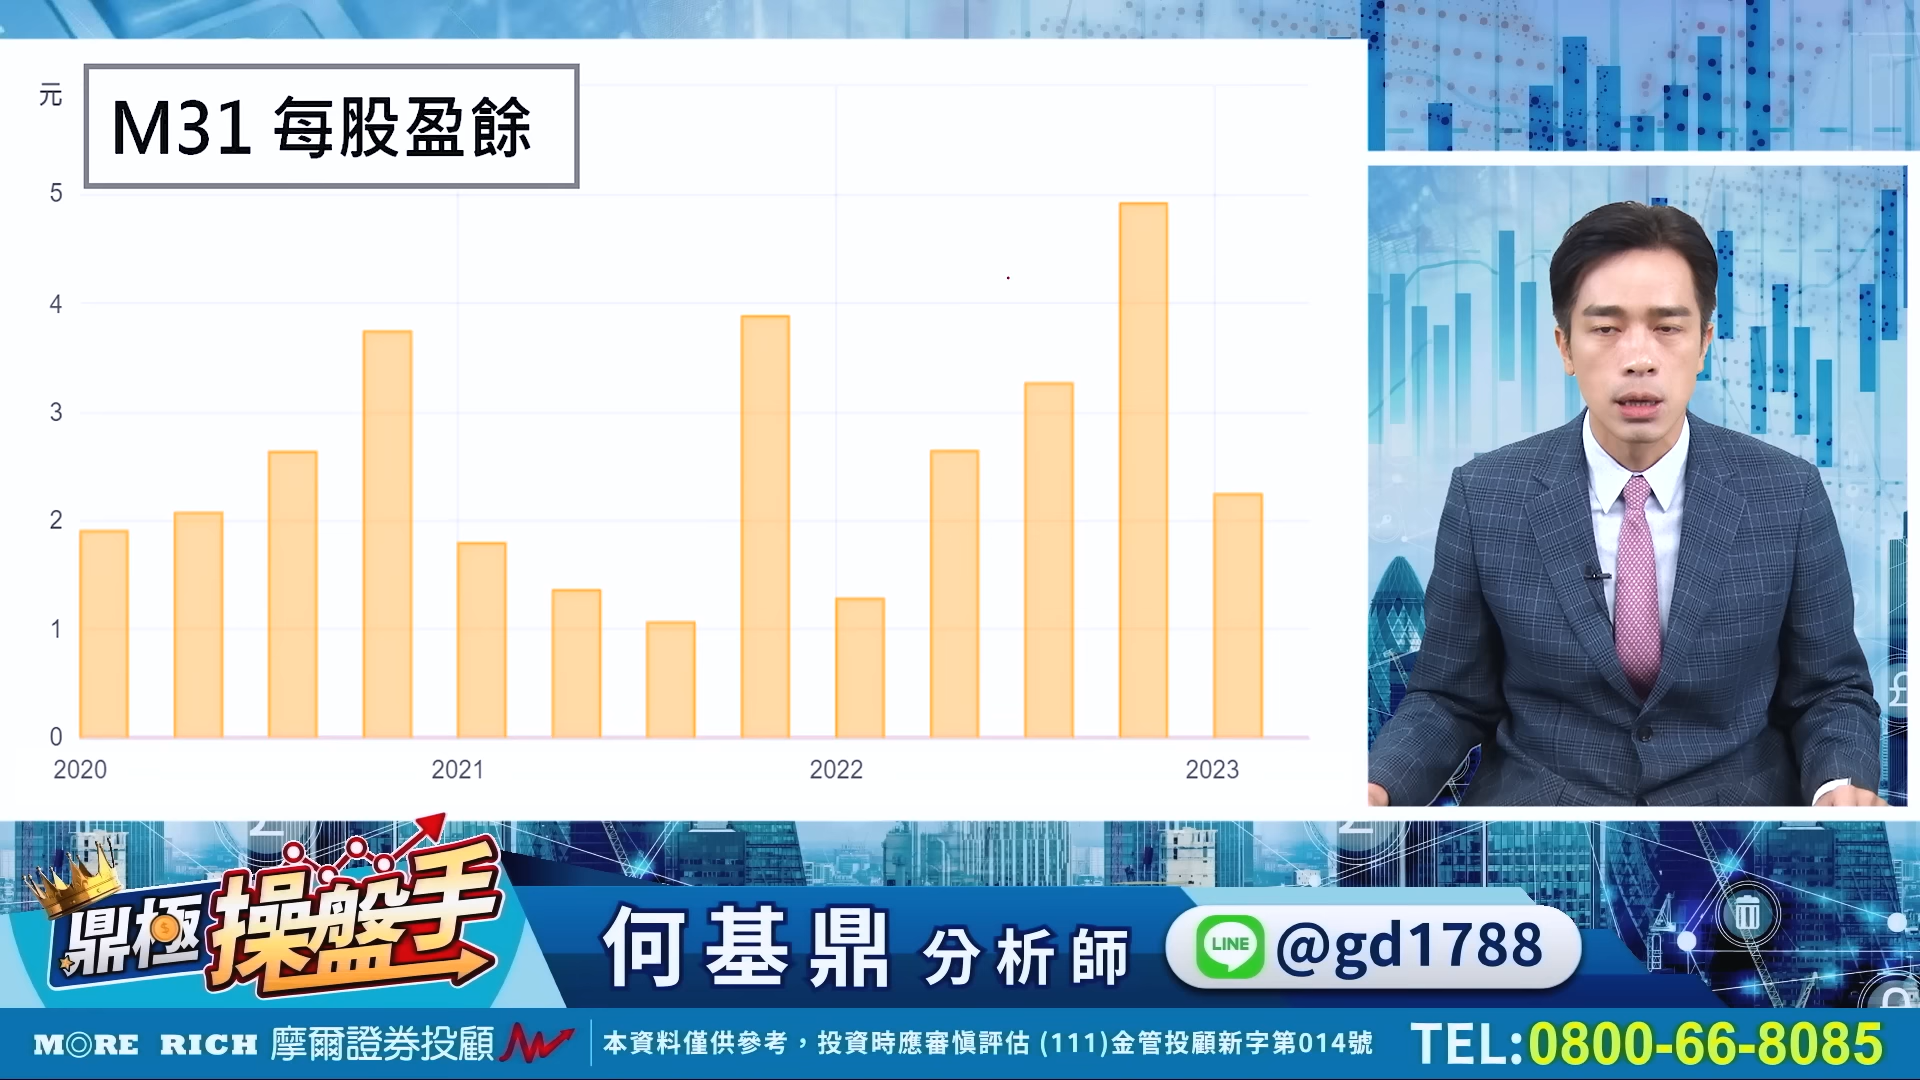 元
M31 每股盈餘
5
4
3
2
1
0
2020 2021 2022 2023
鼎極操盤手
何基鼎 分析師
LINE @gd1788
MORE RICH 摩爾證券投顧
本資料僅供參考，投資時應審慎評估 (111)金管投顧新字第014號
TEL:0800-66-8085